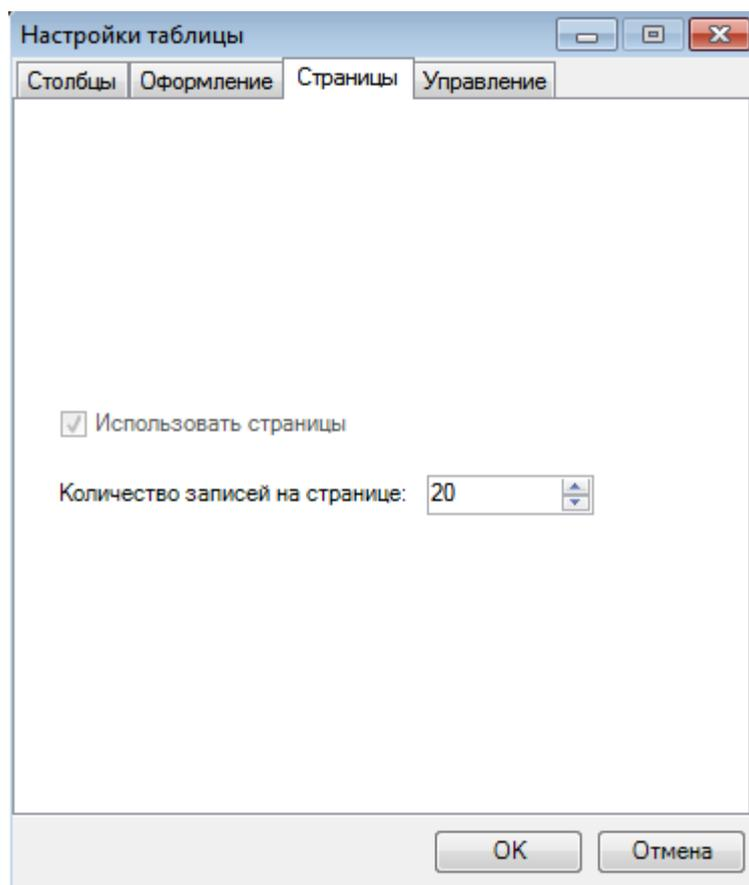 Настройки таблицы
Столбцы Оформление Страницы Управление
Использовать страницы
Количество записей на странице: 20
OK Отмена